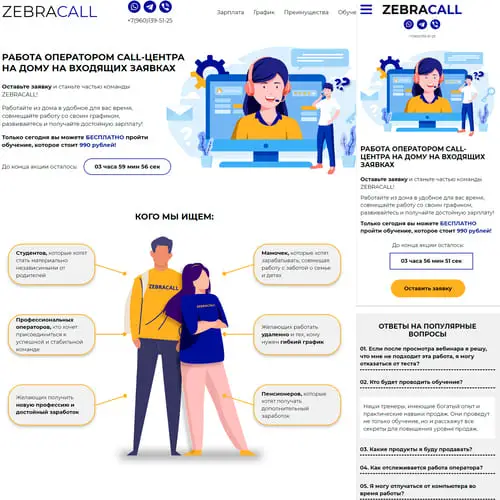 ZEBRACALL
+7(960)139-51-25
Зарплата График Преимущества Обуче
РАБОТА ОПЕРАТОРОМ CALL-ЦЕНТРА
НА ДОМУ НА ВХОДЯЩИХ ЗАЯВКАХ
Оставьте заявку и станьте частью команды
ZEBRACALL!
Работайте из дома в удобное для вас время,
совмещайте работу со своим графиком,
развивайтесь и получайте достойную зарплату!
Только сегодня вы можете БЕСПЛАТНО пройти
обучение, которое стоит 990 рублей!
До конца акции осталось: 03 часа 59 мин 56 сек
КОГО МЫ ИЩЕМ:
Студентов, которые хотят
стать материально
независимыми от
родителей
Мамочек, которые хотят
зарабатывать, совмещая
работу с заботой о семье
и детях
Профессиональных
операторов, кто хочет
присоединиться к
успешной и стабильной
команде
Желающих работать
удаленно и тех, кому
нужен гибкий график
Желающих получить
новую профессию и
достойный заработок
Пенсионеров, которые
хотят получать
дополнительный
заработок
ZEBRACALL
ZEBRACALL
ZEBRACALL
РАБОТА ОПЕРАТОРОМ CALL-
ЦЕНТРА НА ДОМУ НА ВХОДЯЩИХ
ЗАЯВКАХ
Оставьте заявку и станьте частью команды
ZEBRACALL!
Работайте из дома в удобное для вас время,
совмещайте работу со своим графиком,
развивайтесь и получайте достойную зарплату!
Только сегодня вы можете БЕСПЛАТНО
пройти обучение, которое стоит 990 рублей!
До конца акции осталось:
03 часа 56 мин 51 сек
Оставить заявку
ОТВЕТЫ НА ПОПУЛЯРНЫЕ
ВОПРОСЫ
01. Если после просмотра вебинара я решу,
что мне не подходит эта работа, я могу
отказаться от теста?
02. Кто будет проводить обучение?
Наши тренеры, имеющие богатый опыт и
практические навыки продаж. Они проведут
не только обучение, но и расскажут все
секреты для повышения уровня продаж.
03. Какие продукты я буду продавать?
04. Как отслеживается работа оператора?
05. Я могу отлучаться от компьютера во
время работы?